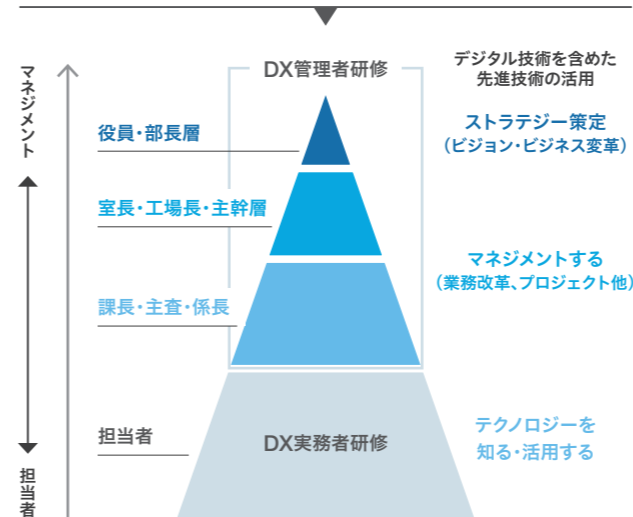 マネジメント
担当者
DX管理者研修
デジタル技術を含めた
先進技術の活用
役員・部長層
ストラテジー策定
（ビジョン・ビジネス変革）
室長・工場長・主幹層
マネジメントする
（業務改革、プロジェクト他）
課長・主査・係長
担当者
DX実務者研修
テクノロジーを
知る・活用する